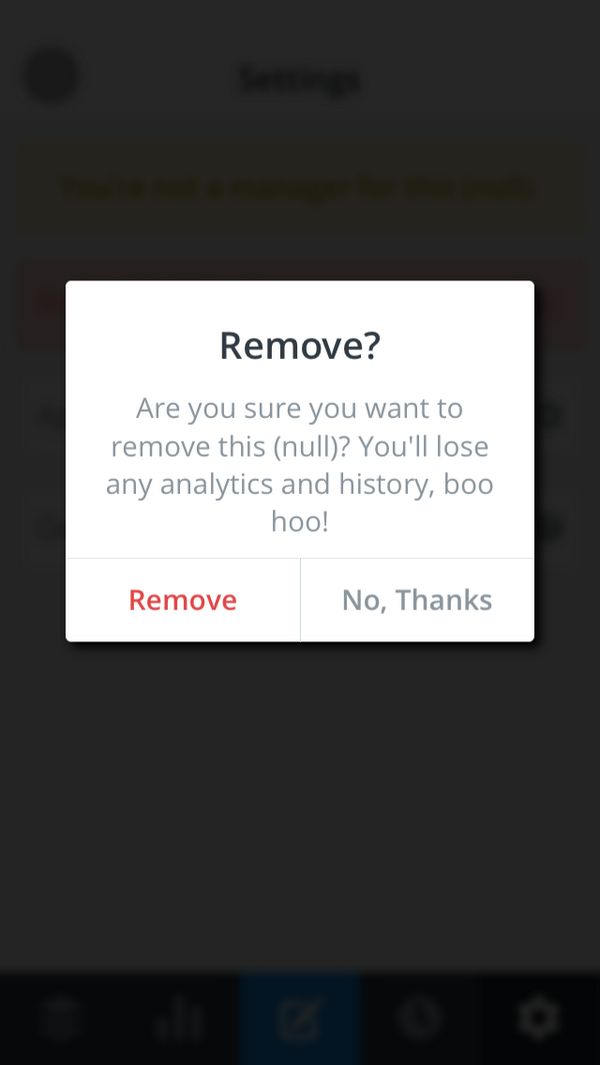 Settings
You're not a manager for this (null)
Remove?
Are you sure you want to
remove this (null)? You'll lose
any analytics and history, boo
hoo!
Remove
No, Thanks